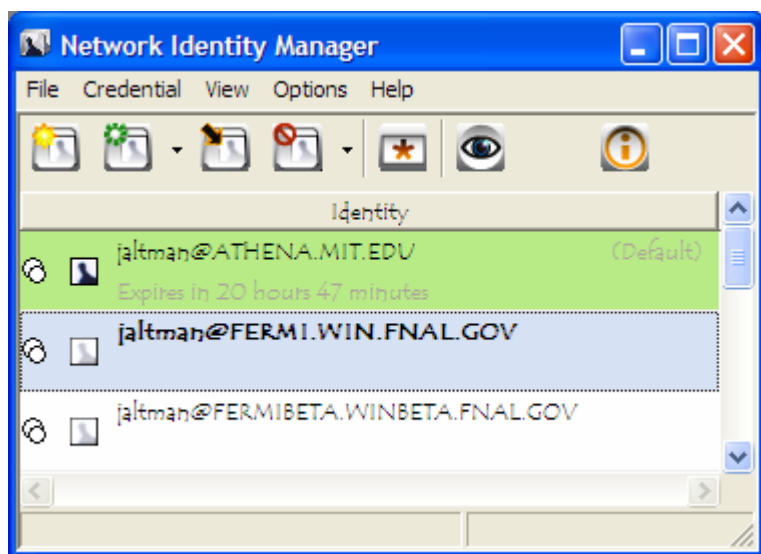 Network Identity Manager
File Credential View Options Help
Identity
jaltman@ATHENA.MIT.EDU (Default)
Expires in 20 hours 47 minutes
jaltman@FERMI.WIN.FNAL.GOV
jaltman@FERMIBETA.WINBETA.FNAL.GOV